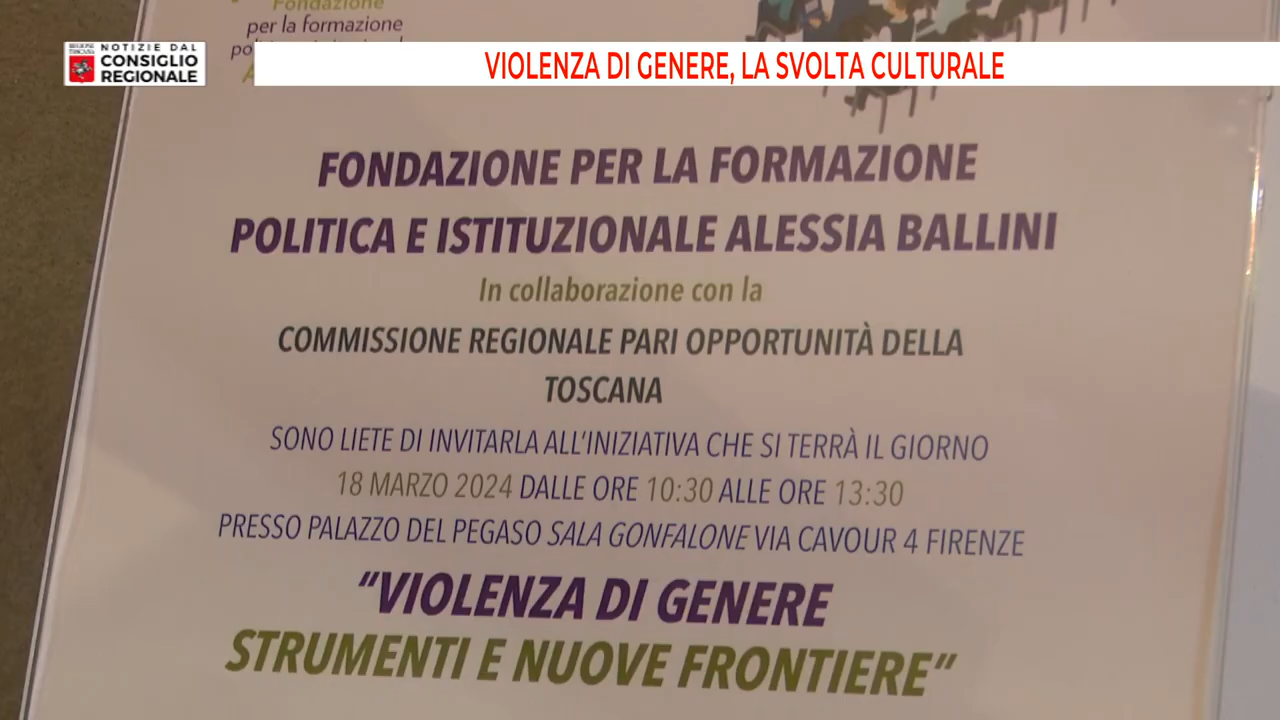 Fondazione
per la formazione
REGIONE
TOSCANA
NOTIZIE DAL
CONSIGLIO
REGIONALE
VIOLENZA DI GENERE, LA SVOLTA CULTURALE
FONDAZIONE PER LA FORMAZIONE
POLITICA E ISTITUZIONALE ALESSIA BALLINI
In collaborazione con la
COMMISSIONE REGIONALE PARI OPPORTUNITÀ DELLA
TOSCANA
SONO LIETE DI INVITARLA ALL'INIZIATIVA CHE SI TERRÀ IL GIORNO
18 MARZO 2024 DALLE ORE 10:30 ALLE ORE 13:30
PRESSO PALAZZO DEL PEGASO SALA GONFALONE VIA CAVOUR 4 FIRENZE
“VIOLENZA DI GENERE
STRUMENTI E NUOVE FRONTIERE”